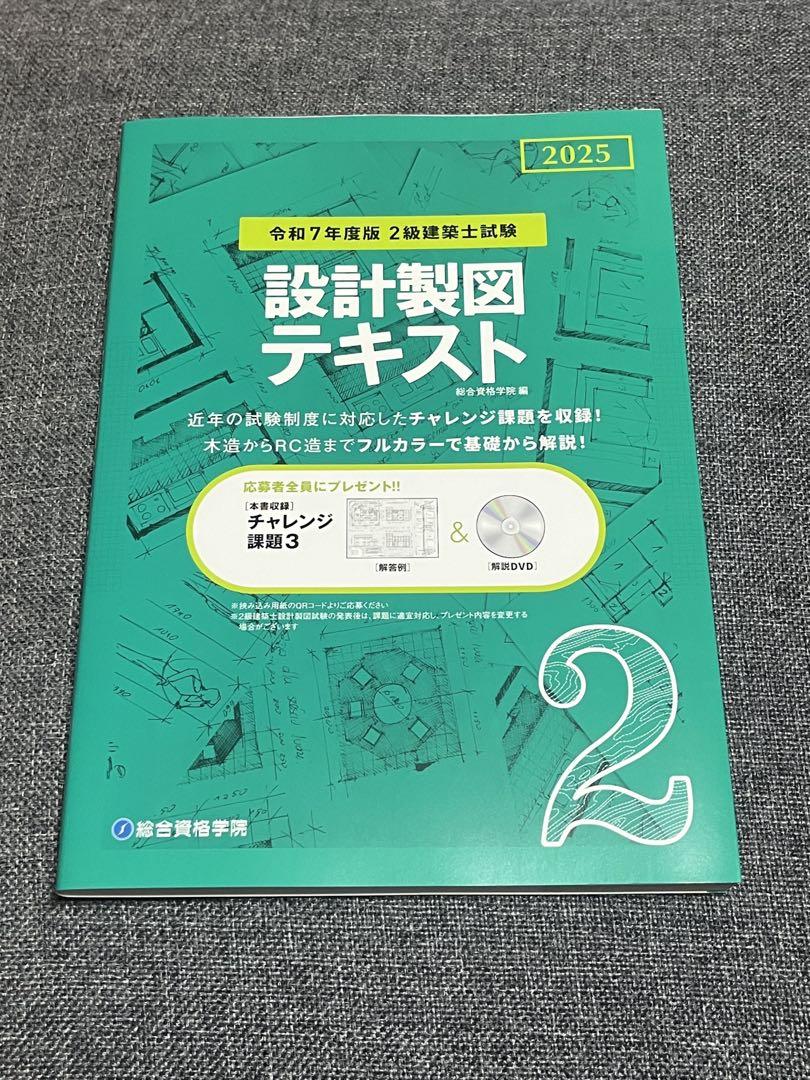 2025
令和7年度版 2級建築士試験
設計製図
テキスト
総合資格学院 編
近年の試験制度に対応したチャレンジ課題を収録!
木造からRC造までフルカラーで基礎から解説!
応募者全員にプレゼント!!
[本書収録]
チャレンジ
課題3
&
[解答例]
[解説DVD]
※挟み込み用紙のQRコードよりご応募ください
※2級建築士設計製図試験の発表後は、課題に適宜対応し、プレゼント内容を変更する
場合がございます
2
総合資格学院